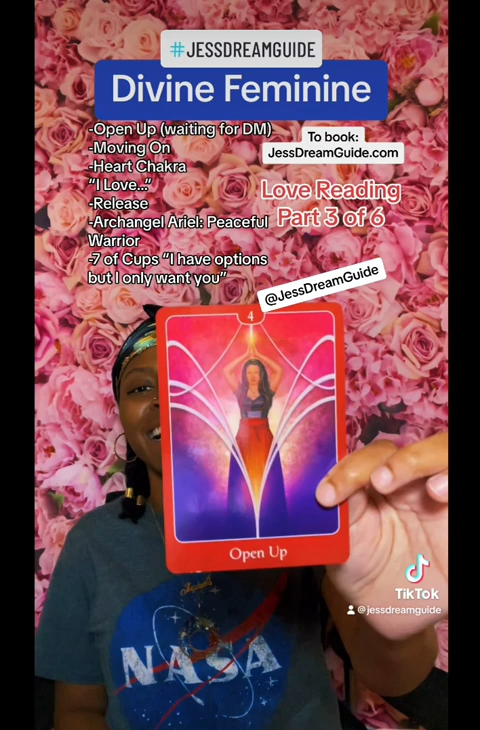 #JESSDREAMGUIDE
Divine Feminine
-Open Up (waiting for DM)
-Moving On
-Heart Chakra
“I Love...”
-Release
-Archangel Ariel: Peaceful
Warrior
-7 of Cups “I have options
but I only want you”
To book:
JessDreamGuide.com
Love Reading
Part 3 of 6
@JessDreamGuide
4
Open Up
NASA
TikTok
@jessdreamguide